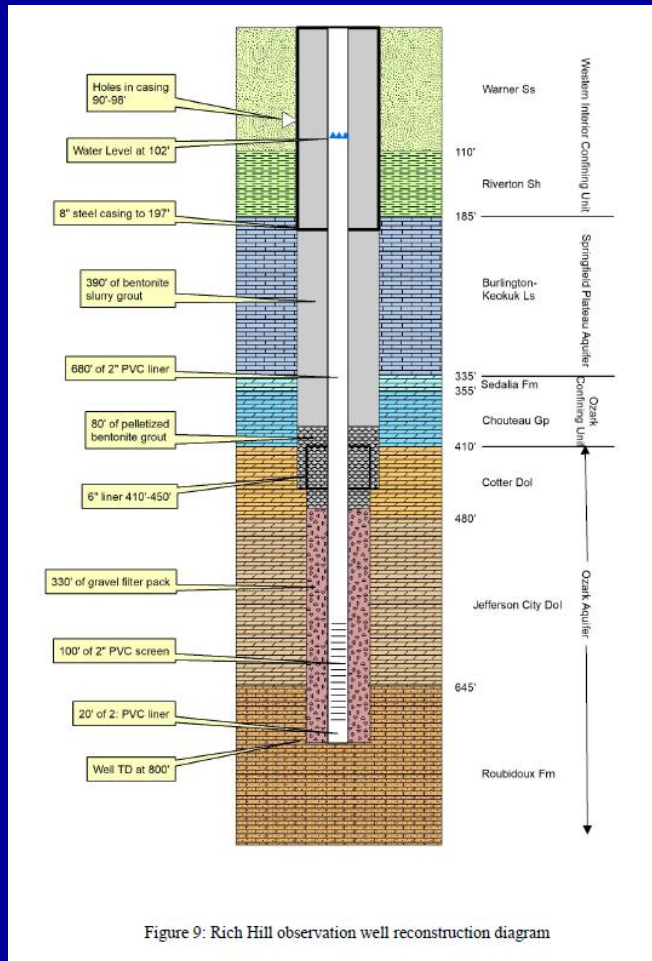 Holes in casing
90'-98'
Water Level at 102'
8" steel casing to 197'
390' of bentonite
slurry grout
680' of 2" PVC liner
80' of pelletized
bentonite grout
6" liner 410'-450'
330' of gravel filter pack
100' of 2" PVC screen
20' of 2: PVC liner
Well TD at 800'
Warner Ss
110'
Riverton Sh
185'
Burlington-
Keokuk Ls
335'
Sedalia Fm
355'
Chouteau Gp
410'
Cotter Dol
480'
Jefferson City Dol
645'
Roubidoux Fm
Western Interior Confining Unit
Springfield Plateau Aquifer
Ozark
Confining Unit
Ozark Aquifer
Figure 9: Rich Hill observation well reconstruction diagram